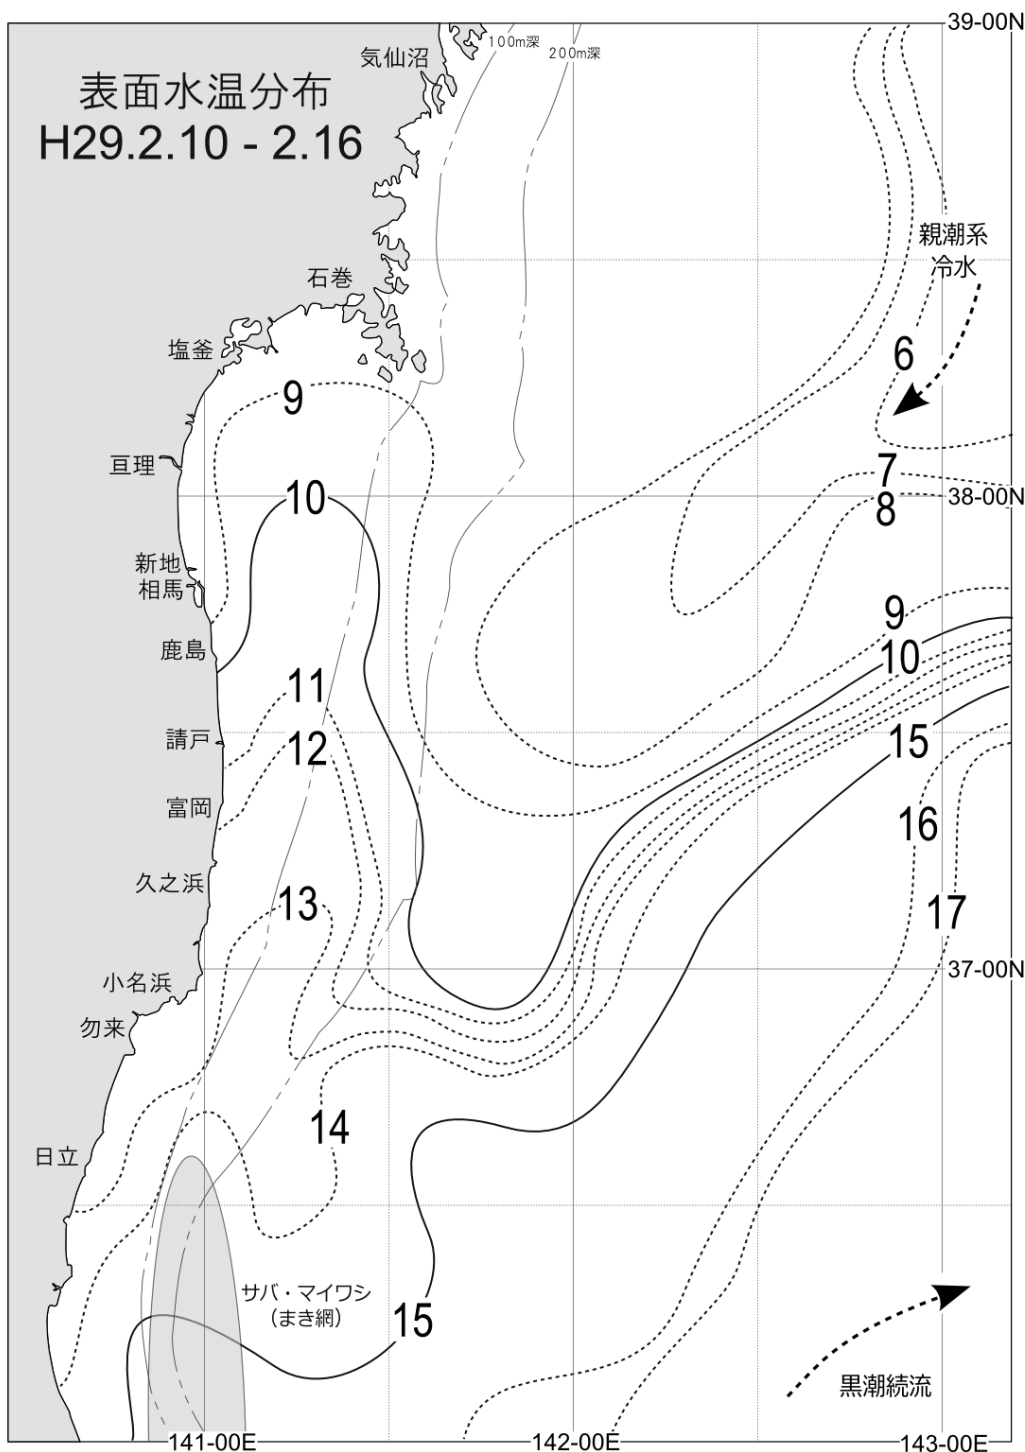 39-00N
100m深
200m深
気仙沼
表面水温分布
H29.2.10 - 2.16
親潮系
冷水
石巻
塩釜
6
9
亘理
7
10
38-00N
8
新地
相馬
9
鹿島
10
11
請戸
12
15
富岡
16
久之浜
13
17
37-00N
小名浜
勿来
14
日立
サバ・マイワシ
(まき網)
15
黒潮続流
141-00E
142-00E
143-00E